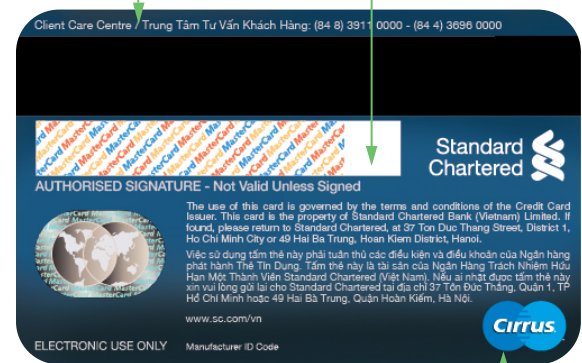 Client Care Centre / Trung Tâm Tư Vấn Khách Hàng: (84 8) 3911 0000 - (84 4) 3696 0000
MasterCard MasterCard MasterCard
Standard
Chartered
AUTHORISED SIGNATURE - Not Valid Unless Signed
The use of this card is governed by the terms and conditions of the Credit Card
Issuer. This card is the property of Standard Chartered Bank (Vietnam) Limited. If
found, please return to Standard Chartered, at 37 Ton Duc Thang Street, District 1,
Ho Chi Minh City or 49 Hai Ba Trung, Hoan Kiem District, Hanoi.
Việc sử dụng tấm thẻ này phải tuân thủ các điều kiện và điều khoản của Ngân hàng
phát hành Thẻ Tín Dụng. Tấm thẻ này là tài sản của Ngân Hàng Trách Nhiệm Hữu
Hạn Một Thành Viên Standard Chartered (Việt Nam). Nếu ai nhặt được tấm thẻ này
xin vui lòng gửi lại cho Standard Chartered tại địa chỉ 37 Tôn Đức Thắng, Quận 1, TP
Hồ Chí Minh hoặc 49 Hai Bà Trưng, Quận Hoàn Kiếm, Hà Nội.
www.sc.com/vn
Cirrus
ELECTRONIC USE ONLY
Manufacturer ID Code